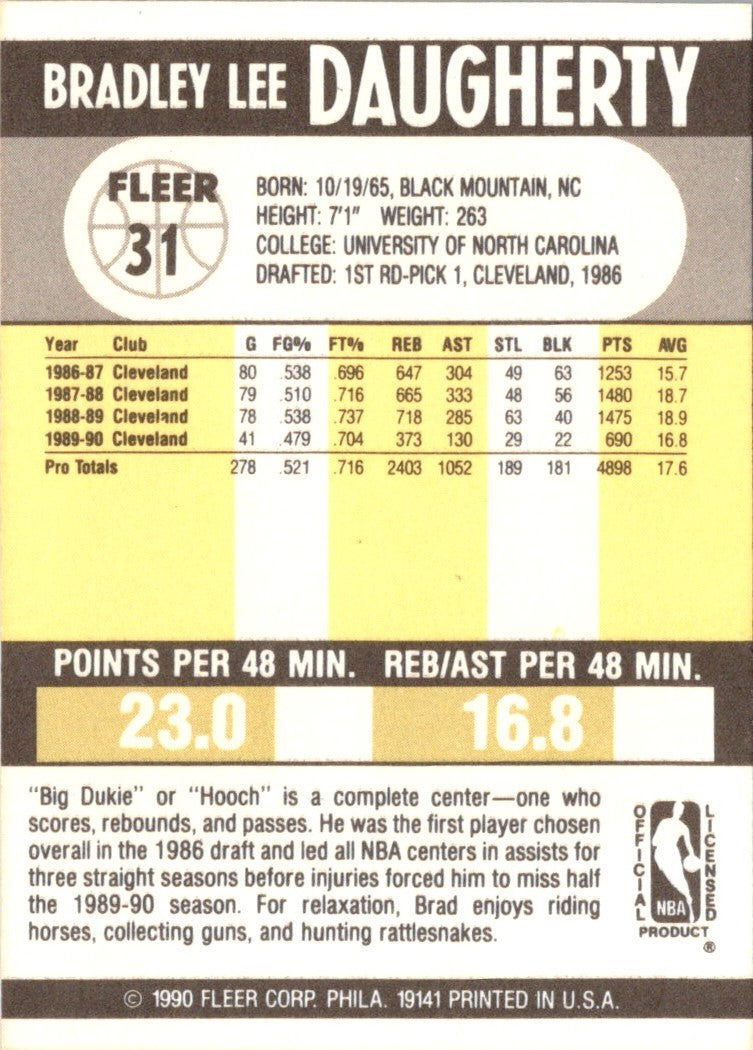 BRADLEY LEE DAUGHERTY
FLEER
31
BORN: 10/19/65, BLACK MOUNTAIN, NC
HEIGHT: 7'1" WEIGHT: 263
COLLEGE: UNIVERSITY OF NORTH CAROLINA
DRAFTED: 1ST RD-PICK 1, CLEVELAND, 1986
Year Club G FG% FT% REB AST STL BLK PTS AVG
1986-87 Cleveland 80 .538 .696 647 304 49 63 1253 15.7
1987-88 Cleveland 79 .510 .716 665 333 48 56 1480 18.7
1988-89 Cleveland 78 .538 .737 718 285 63 40 1475 18.9
1989-90 Cleveland 41 .479 .704 373 130 29 22 690 16.8
Pro Totals 278 .521 .716 2403 1052 189 181 4898 17.6
POINTS PER 48 MIN. REB/AST PER 48 MIN.
23.0 16.8
"Big Dukie" or "Hooch" is a complete center—one who
scores, rebounds, and passes. He was the first player chosen
overall in the 1986 draft and led all NBA centers in assists for
three straight seasons before injuries forced him to miss half
the 1989-90 season. For relaxation, Brad enjoys riding
horses, collecting guns, and hunting rattlesnakes.
OFFICIAL
LICENSED
NBA
PRODUCT
®
© 1990 FLEER CORP. PHILA. 19141 PRINTED IN U.S.A.